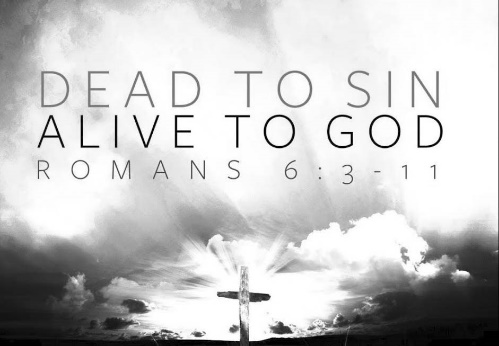 DEAD TO SIN
ALIVE TO GOD
ROMANS 6:3-11